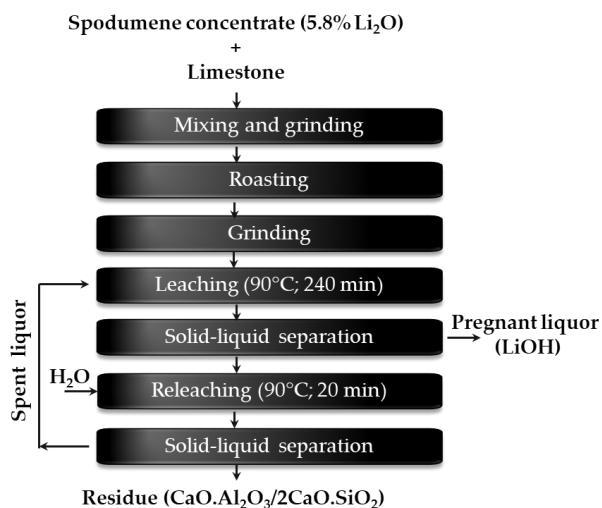 Spodumene concentrate (5.8% Li₂O)
+
Limestone
Mixing and grinding
Roasting
Grinding
Leaching (90°C; 240 min)
Solid-liquid separation
Pregnant liquor
(LiOH)
Spent liquor
H₂O
Releaching (90°C; 20 min)
Solid-liquid separation
Residue (CaO.Al₂O₃/2CaO.SiO₂)